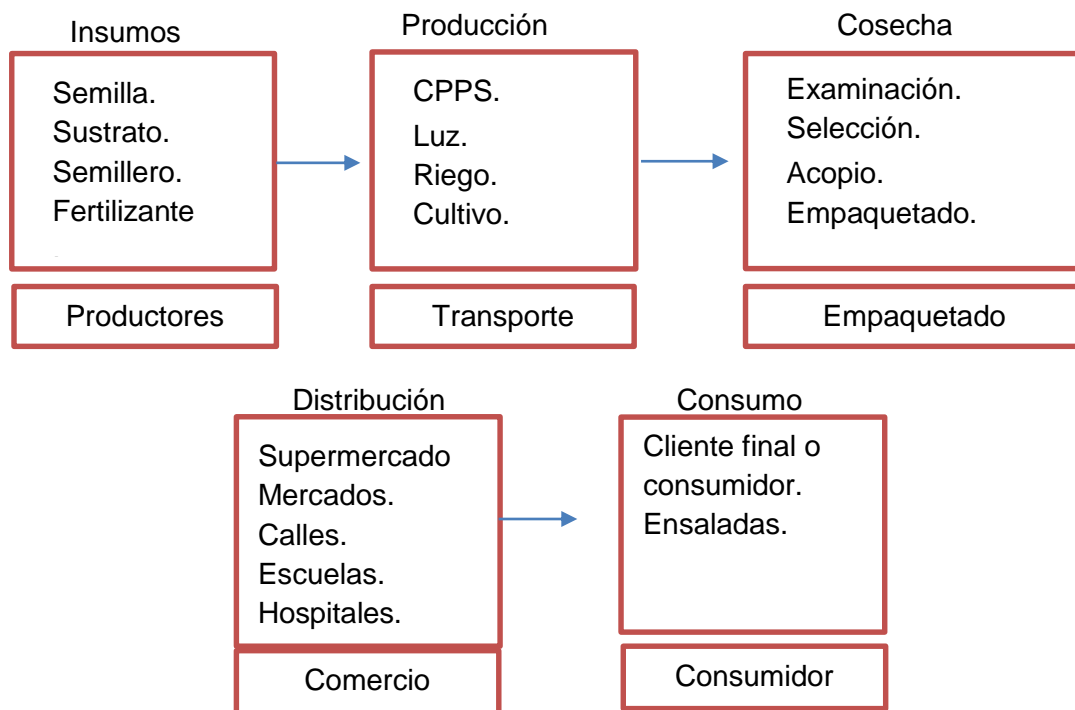 Insumos
Producción
Cosecha
Semilla.
Sustrato.
Semillero.
Fertilizante
CPPS.
Luz.
Riego.
Cultivo.
Examinación.
Selección.
Acopio.
Empaquetado.
Productores
Transporte
Empaquetado
Distribución
Consumo
Supermercado
Mercados.
Calles.
Escuelas.
Hospitales.
Cliente final o
consumidor.
Ensaladas.
Comercio
Consumidor